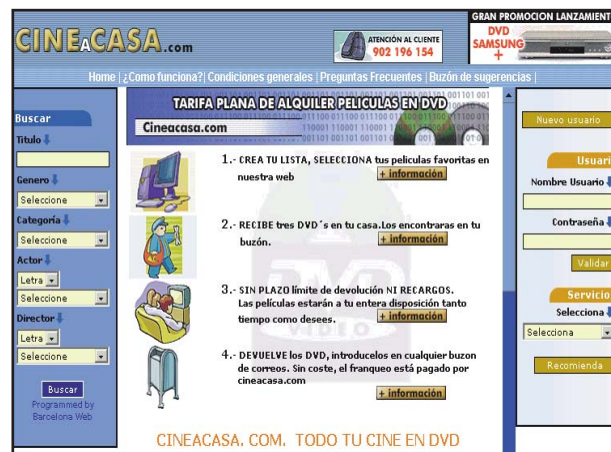 CINEACASA.com
ATENCIÓN AL CLIENTE
902 196 154
GRAN PROMOCION LANZAMIENT
DVD
SAMSUNG
+
Home | ¿Como funciona?| Condiciones generales | Preguntas Frecuentes | Buzón de sugerencias |
Buscar
Titulo
Genero
Seleccione
Categoría
Seleccione
Actor
Letra
Seleccione
Director
Letra
Seleccione
Buscar
Programmed by
Barcelona Web
TARIFA PLANA DE ALQUILER PELICULAS EN DVD
Cineacasa.com
1.- CREA TU LISTA, SELECCIONA tus peliculas favoritas en
nuestra web
+ información
2.- RECIBE tres DVD´s en tu casa.Los encontraras en tu
buzón.
+ información
3.- SIN PLAZO límite de devolución NI RECARGOS.
Las películas estarán a tu entera disposición tanto
tiempo como desees.
+ información
4.- DEVUELVE los DVD, introducelos en cualquier buzon
de correos. Sin coste, el franqueo está pagado por
cineacasa.com
+ información
DVD
VIDEO
CINEACASA. COM. TODO TU CINE EN DVD
Nuevo usuario
Usuari
Nombre Usuario
Contraseña
Validar
Servicio
Selecciona
Selecciona
Recomienda